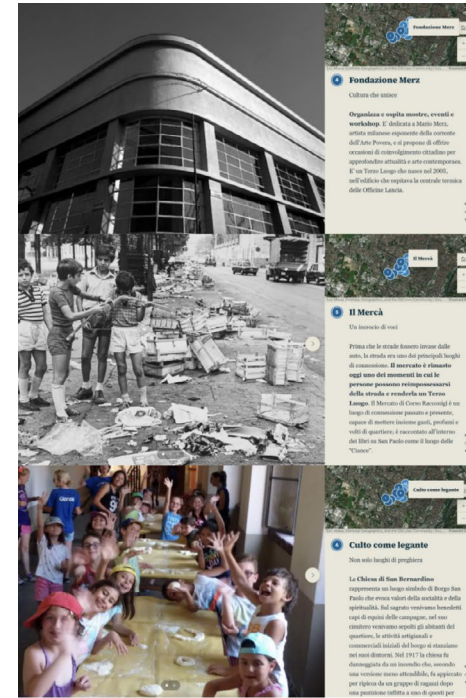 Fondazione Merz
4 Fondazione Merz
Cultura che unisce
Organizza e ospita mostre, eventi e
workshop. E' dedicata a Mario Merz,
artista milanese esponente della corrente
dell'Arte Povera, e si propone di offrire
occasioni di coinvolgimento cittadino per
approfondire attualità e arte contemporanea.
E' un Terzo Luogo che nasce nel 2005,
nell'edificio che ospitava la centrale termica
delle Officine Lancia.
Il Mercà
5 Il Mercà
Un incrocio di voci
Prima che le strade fossero invase dalle
auto, la strada era uno dei principali luoghi
di comunione. Il mercato è rimasto
oggi uno dei momenti in cui le
persone possono reimpossessarsi
della strada e renderla un Terzo
Luogo. Il Mercato di Corso Racconigi è un
luogo di comunione passato e presente,
capace di mettere insieme gusti, profumi e
volti di quartiere, è raccontato all'interno
dei libri su San Paolo come il luogo delle
Culto come legante
6 Culto come legante
Non solo luoghi di preghiera
La Chiesa di San Bernardino
rappresenta un luogo simbolo di Borgo San
Paolo che evoca valori della socialità e della
spiritualità. Sul sagrato venivano benedetti
capi di equini delle campagne, nel suo
cimitero venivano sepolti gli abitanti del
quartiere, le attività artigianali e
commerciali iniziali del borgo si stanziano
nei suoi dintorni. Nel 1917 la chiesa fu
danneggiata da un incendio che, secondo
una versione meno attendibile, fu appiccato
per ripicca da un gruppo di ragazzi dopo
una punizione inflitta a uno di questi per